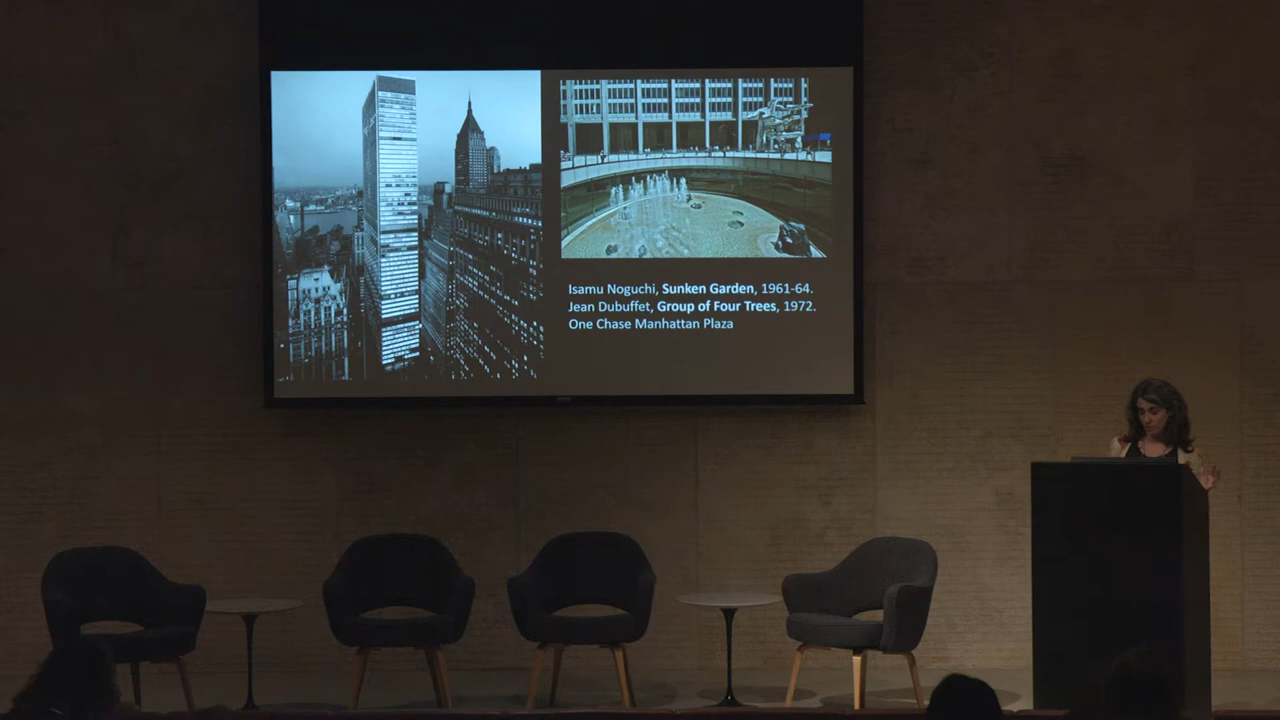 Isamu Noguchi, Sunken Garden, 1961-64.
Jean Dubuffet, Group of Four Trees, 1972.
One Chase Manhattan Plaza